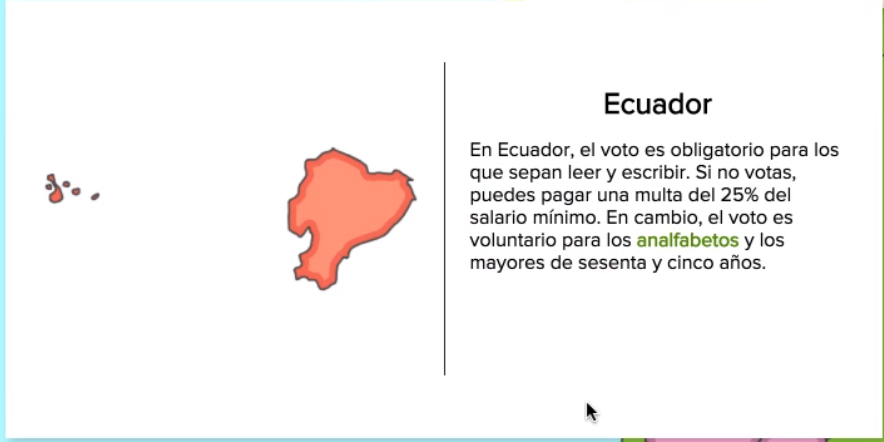 Ecuador
En Ecuador, el voto es obligatorio para los
que sepan leer y escribir. Si no votas,
puedes pagar una multa del 25% del
salario mínimo. En cambio, el voto es
voluntario para los analfabetos y los
mayores de sesenta y cinco años.